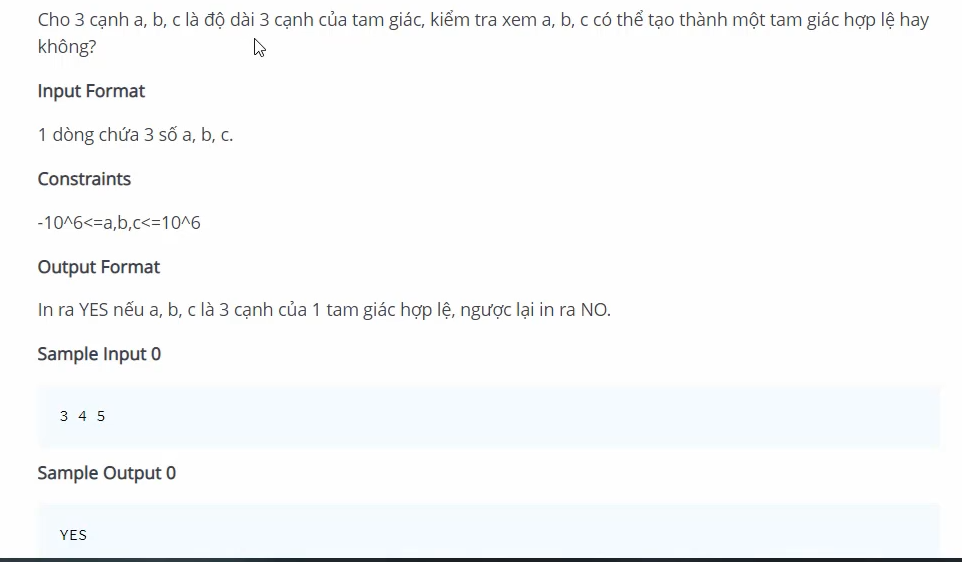 Cho 3 cạnh a, b, c là độ dài 3 cạnh của tam giác, kiểm tra xem a, b, c có thể tạo thành một tam giác hợp lệ hay
không?
Input Format
1 dòng chứa 3 số a, b, c.
Constraints
-10^6<=a,b,c<=10^6
Output Format
In ra YES nếu a, b, c là 3 cạnh của 1 tam giác hợp lệ, ngược lại in ra NO.
Sample Input 0
3 4 5
Sample Output 0
YES